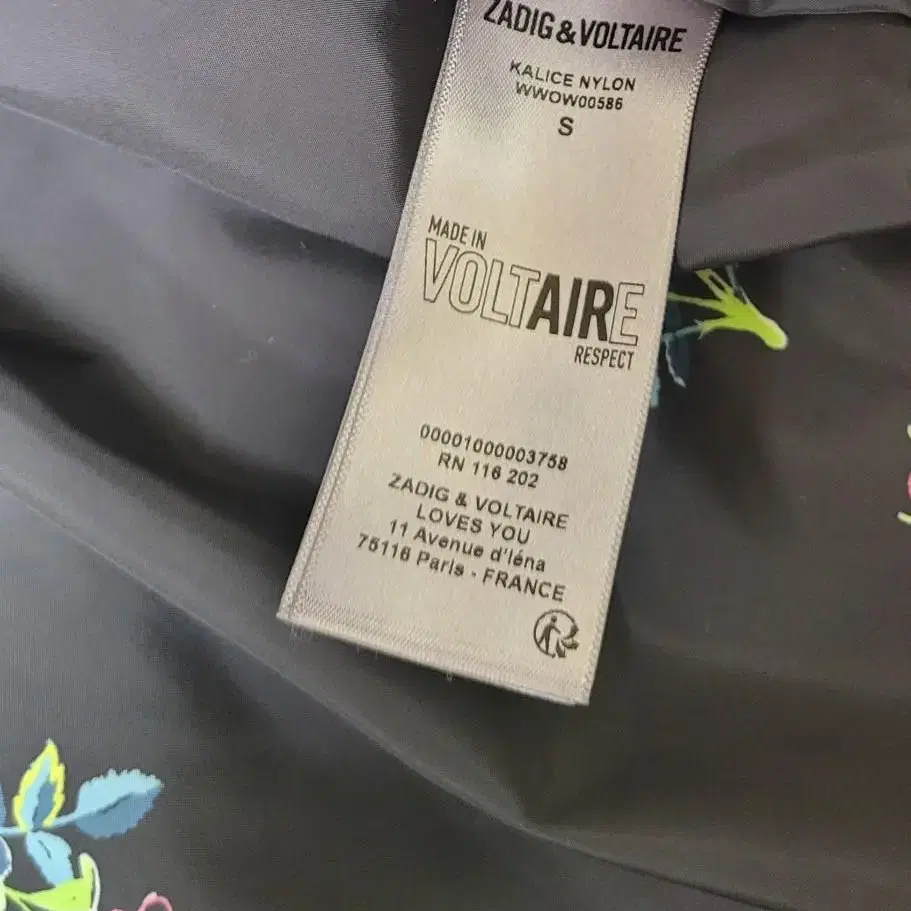 ZADIG & VOLTAIRE
KALICE NYLON
WWOW00586
S
MADE IN
VOLTAIRE
RESPECT
00001000003758
RN 116 202
ZADIG & VOLTAIRE
LOVES YOU
11 Avenue d'Iéna
75116 Paris - FRANCE